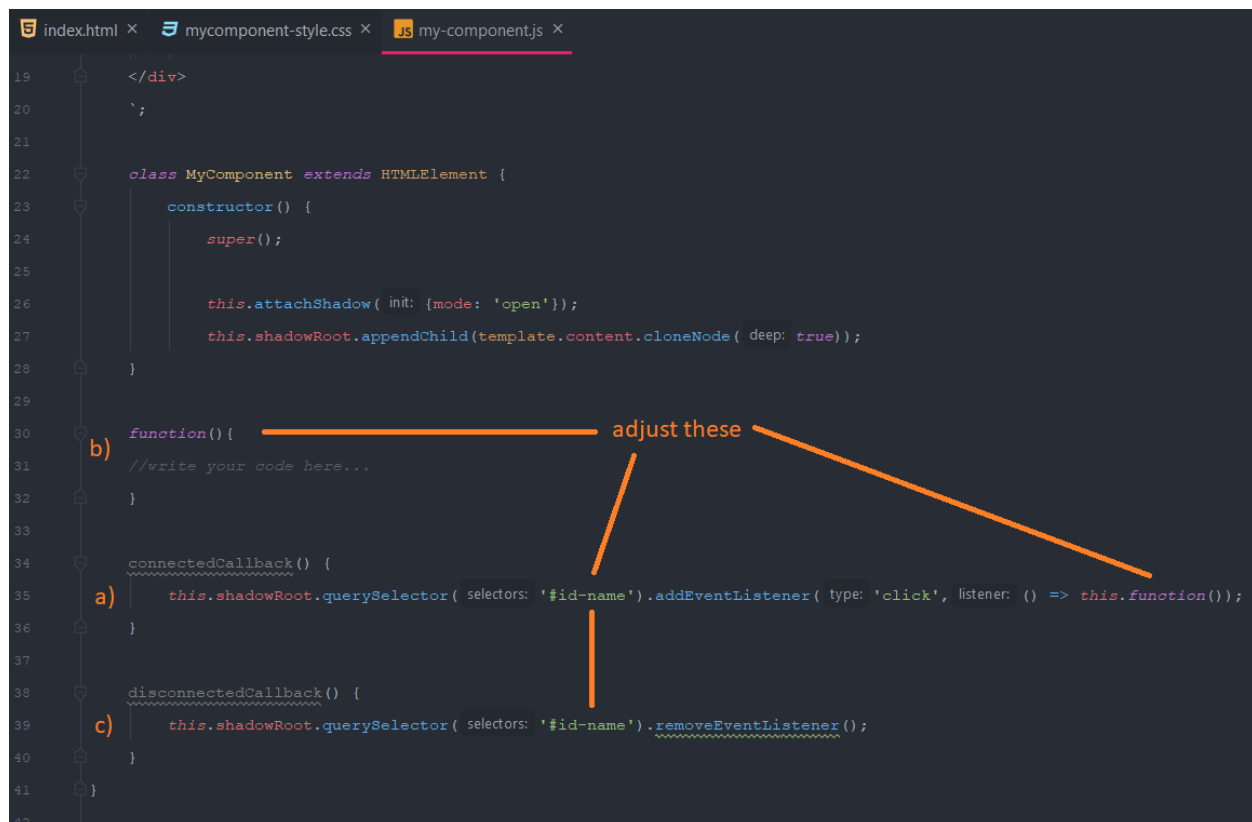 index.html × mycomponent-style.css × JS my-component.js ×
19 </div>
20 `;
21
22 class MyComponent extends HTMLElement {
23 constructor() {
24 super();
25
26 this.attachShadow( init: {mode: 'open'});
27 this.shadowRoot.appendChild(template.content.cloneNode( deep: true));
28 }
29
30 function(){
adjust these
b)
31 //write your code here...
32 }
33
34 connectedCallback() {
35 a) this.shadowRoot.querySelector( selectors: '#id-name').addEventListener( type: 'click', listener: () => this.function());
36 }
37
38 disconnectedCallback() {
39 c) this.shadowRoot.querySelector( selectors: '#id-name').removeEventListener();
40 }
41 }